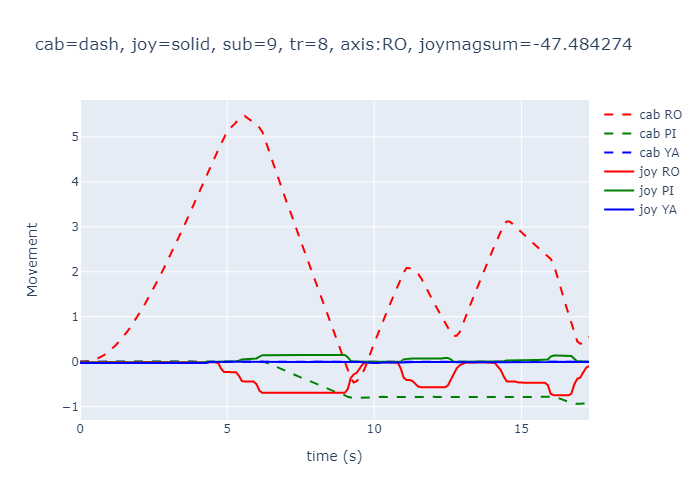 cab=dash, joy=solid, sub=9, tr=8, axis:RO, joymagsum=-47.484274
cab RO
cab PI
cab YA
joy RO
joy PI
joy YA
Movement
5
4
3
2
1
0
−1
0
5
10
15
time (s)